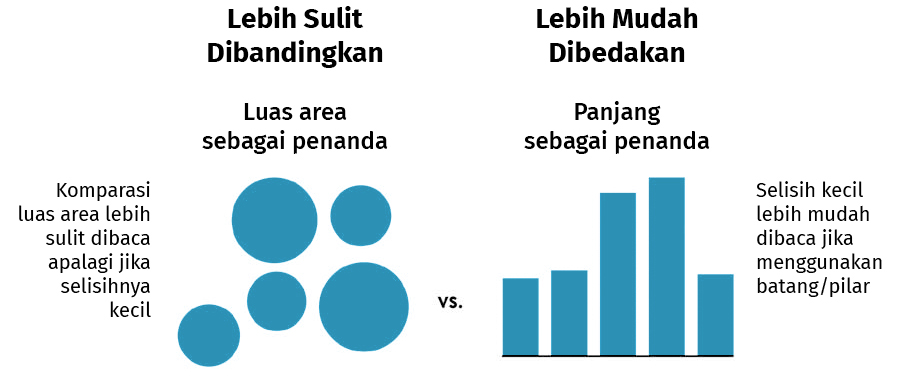 Lebih Sulit
Dibandingkan
Luas area
sebagai penanda
Komparasi
luas area lebih
sulit dibaca
apalagi jika
selisihnya
kecil
vs.
Lebih Mudah
Dibedakan
Panjang
sebagai penanda
Selisih kecil
lebih mudah
dibaca jika
menggunakan
batang/pilar